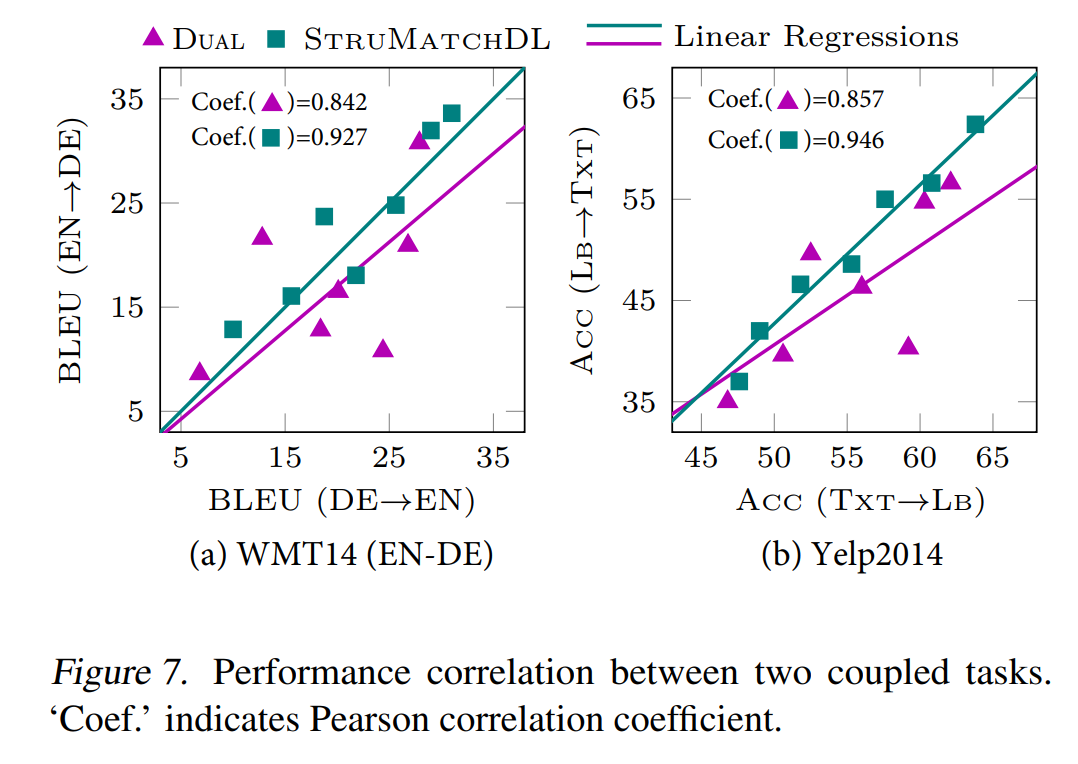 DUAL STRUMATCHDL Linear Regressions
Coef.( )=0.842
Coef.( )=0.927
35
25
15
5
BLEU (EN→DE)
5 15 25 35
BLEU (DE→EN)
(a) WMT14 (EN-DE)
Coef.( )=0.857
Coef.( )=0.946
65
55
45
35
ACC (LB→TXT)
45 50 55 60 65
ACC (TXT→LB)
(b) Yelp2014
Figure 7. Performance correlation between two coupled tasks.
‘Coef.’ indicates Pearson correlation coefficient.